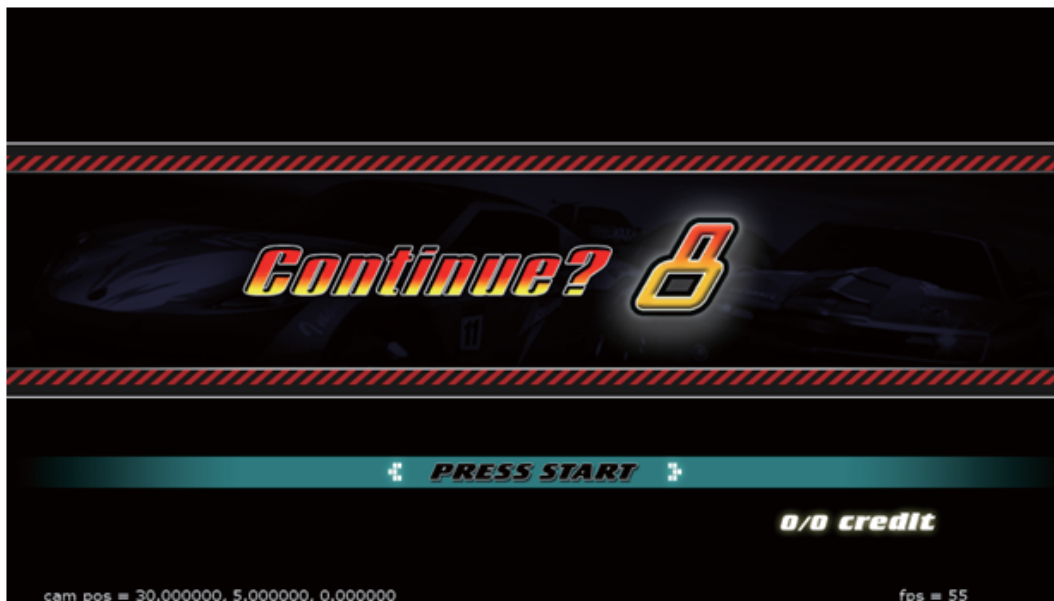 Continue? 8
PRESS START
0/0 credit
cam pos = 30.000000, 5.000000, 0.000000
fps = 55